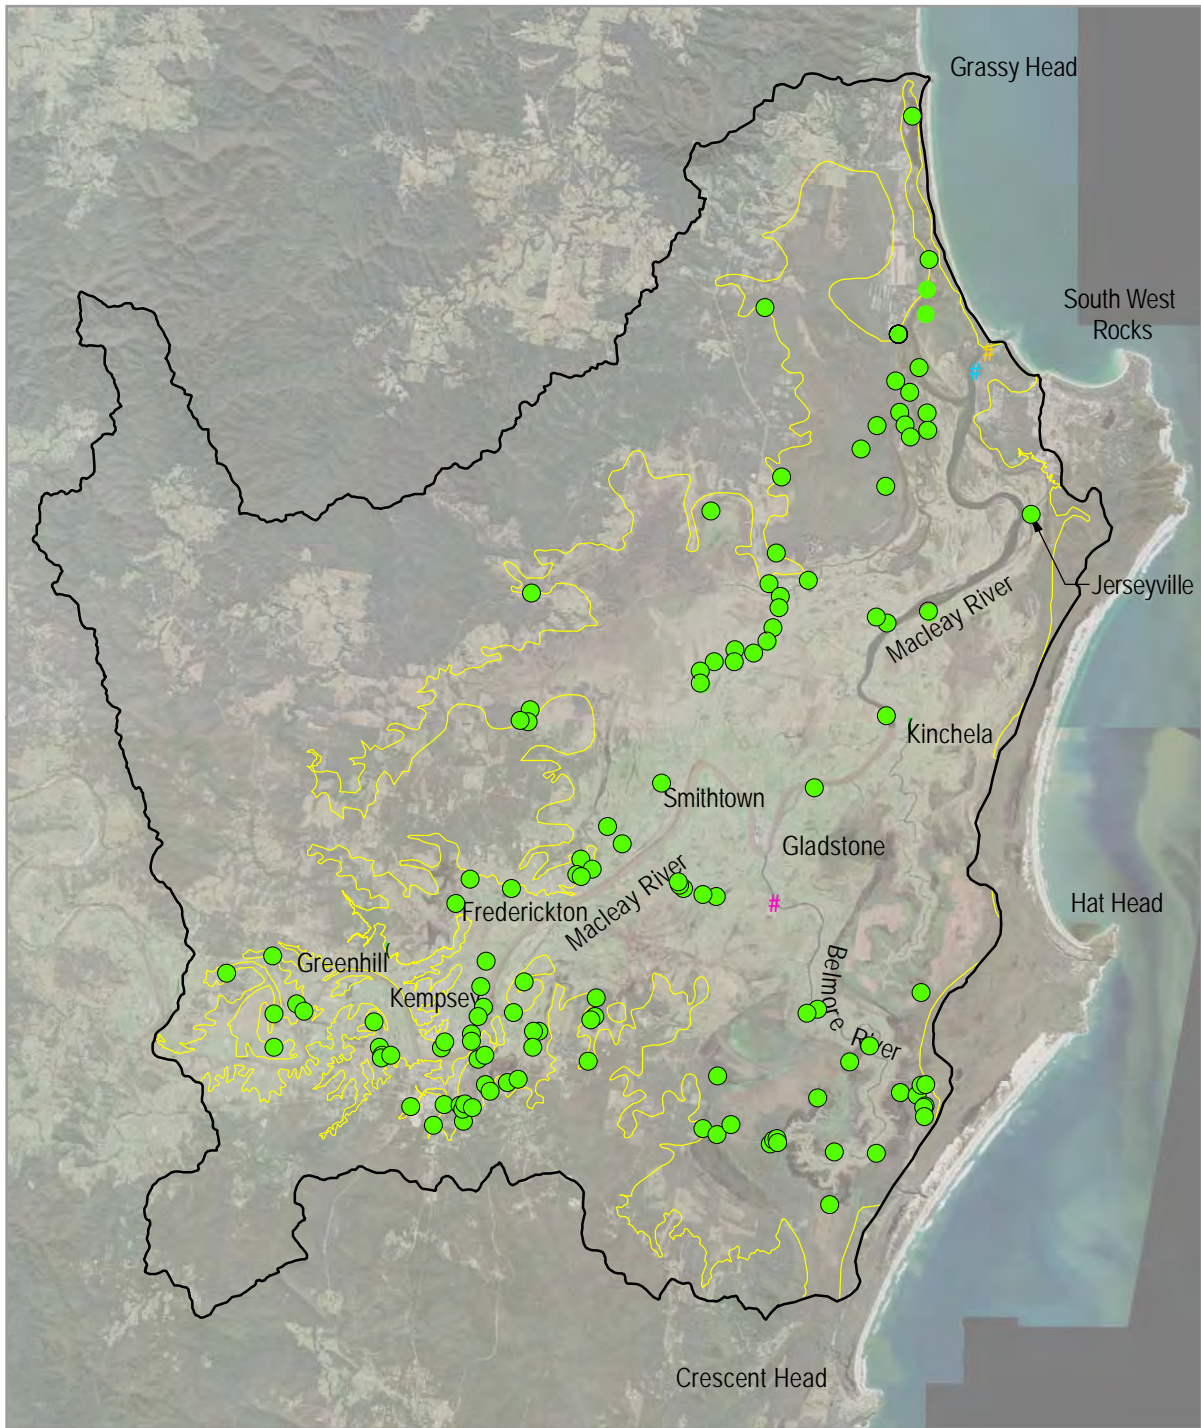 Grassy Head
South West
Rocks
#
#
Jerseyville
Macleay River
Kinchela
Smithtown
Gladstone
Macleay River
Frederickton
#
Hat Head
Greenhill
Belmore River
Kempsey
Crescent Head